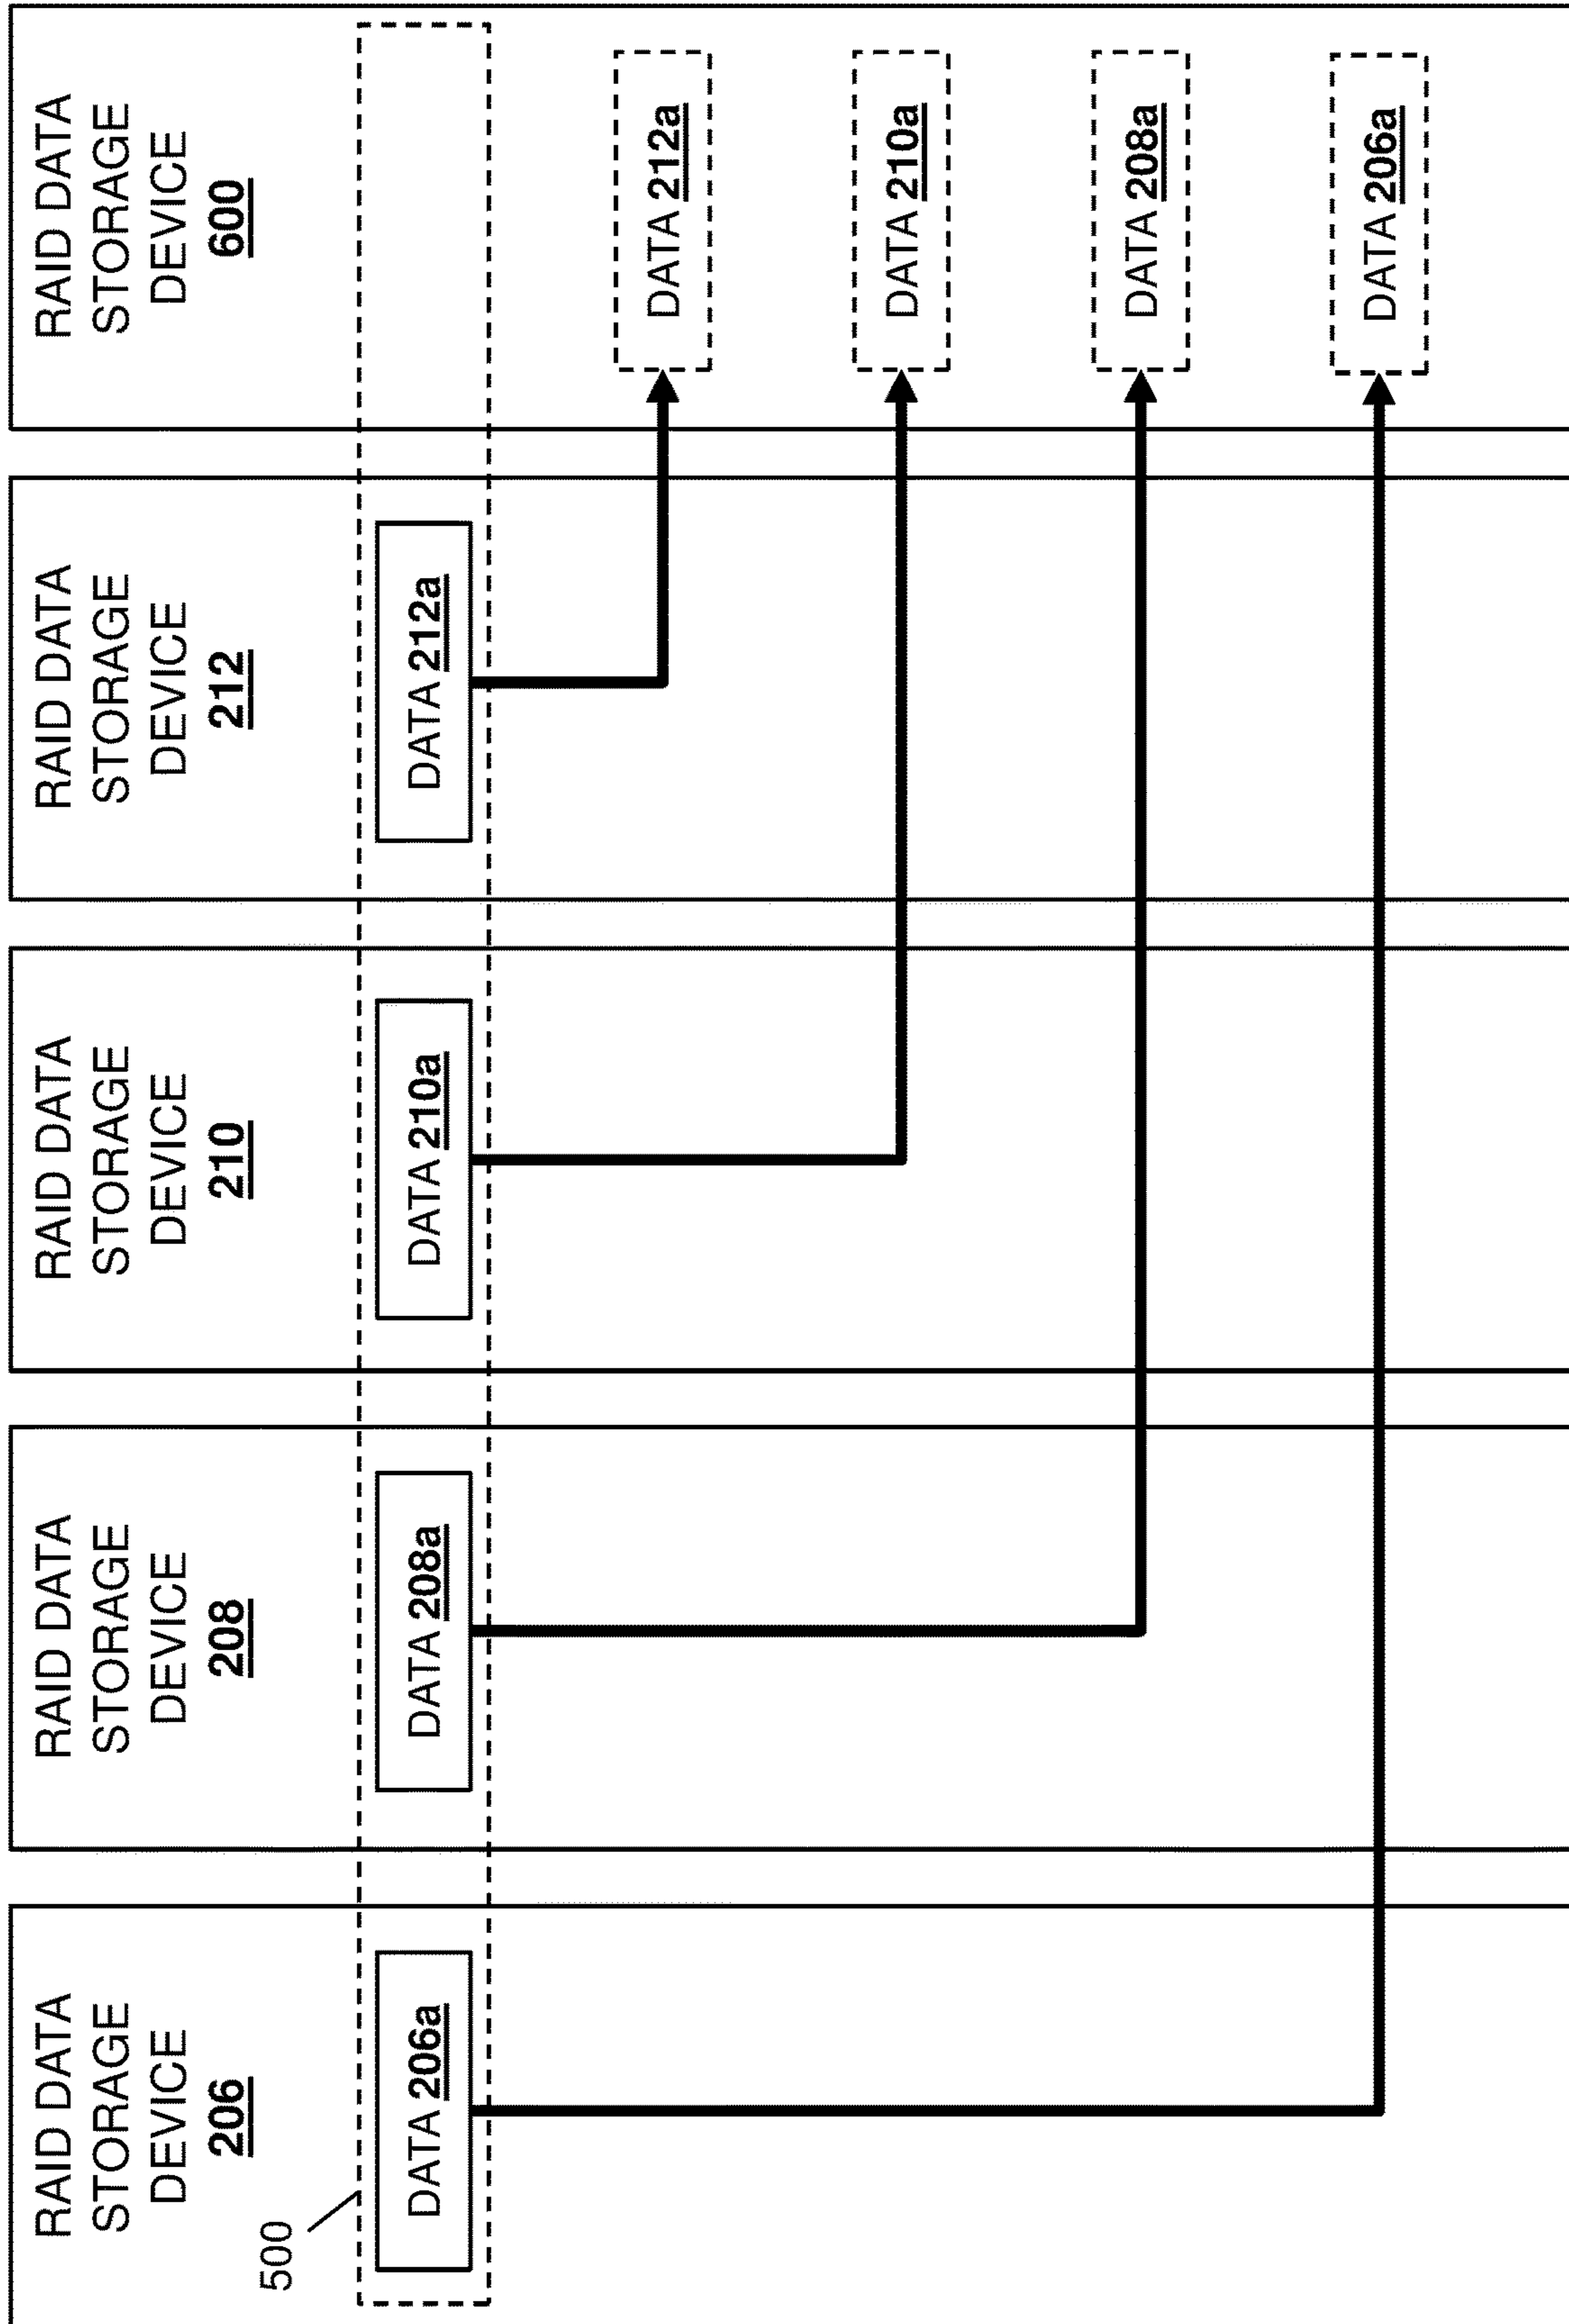 RAID DATA
STORAGE
DEVICE
206
RAID DATA
STORAGE
DEVICE
208
RAID DATA
STORAGE
DEVICE
210
RAID DATA
STORAGE
DEVICE
212
RAID DATA
STORAGE
DEVICE
600
500
DATA 206a
DATA 208a
DATA 210a
DATA 212a
DATA 212a
DATA 210a
DATA 208a
DATA 206a